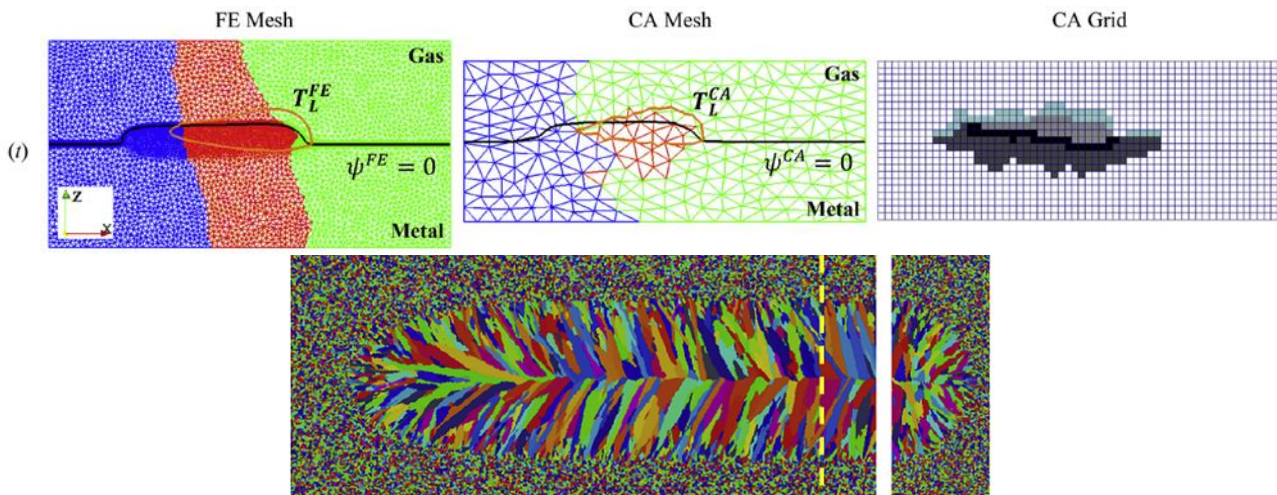 FE Mesh CA Mesh CA Grid
Gas
Gas
T_L^{FE}
T_L^{CA}
(t)
ψ^{FE} = 0
ψ^{CA} = 0
Z
Metal
Metal
X